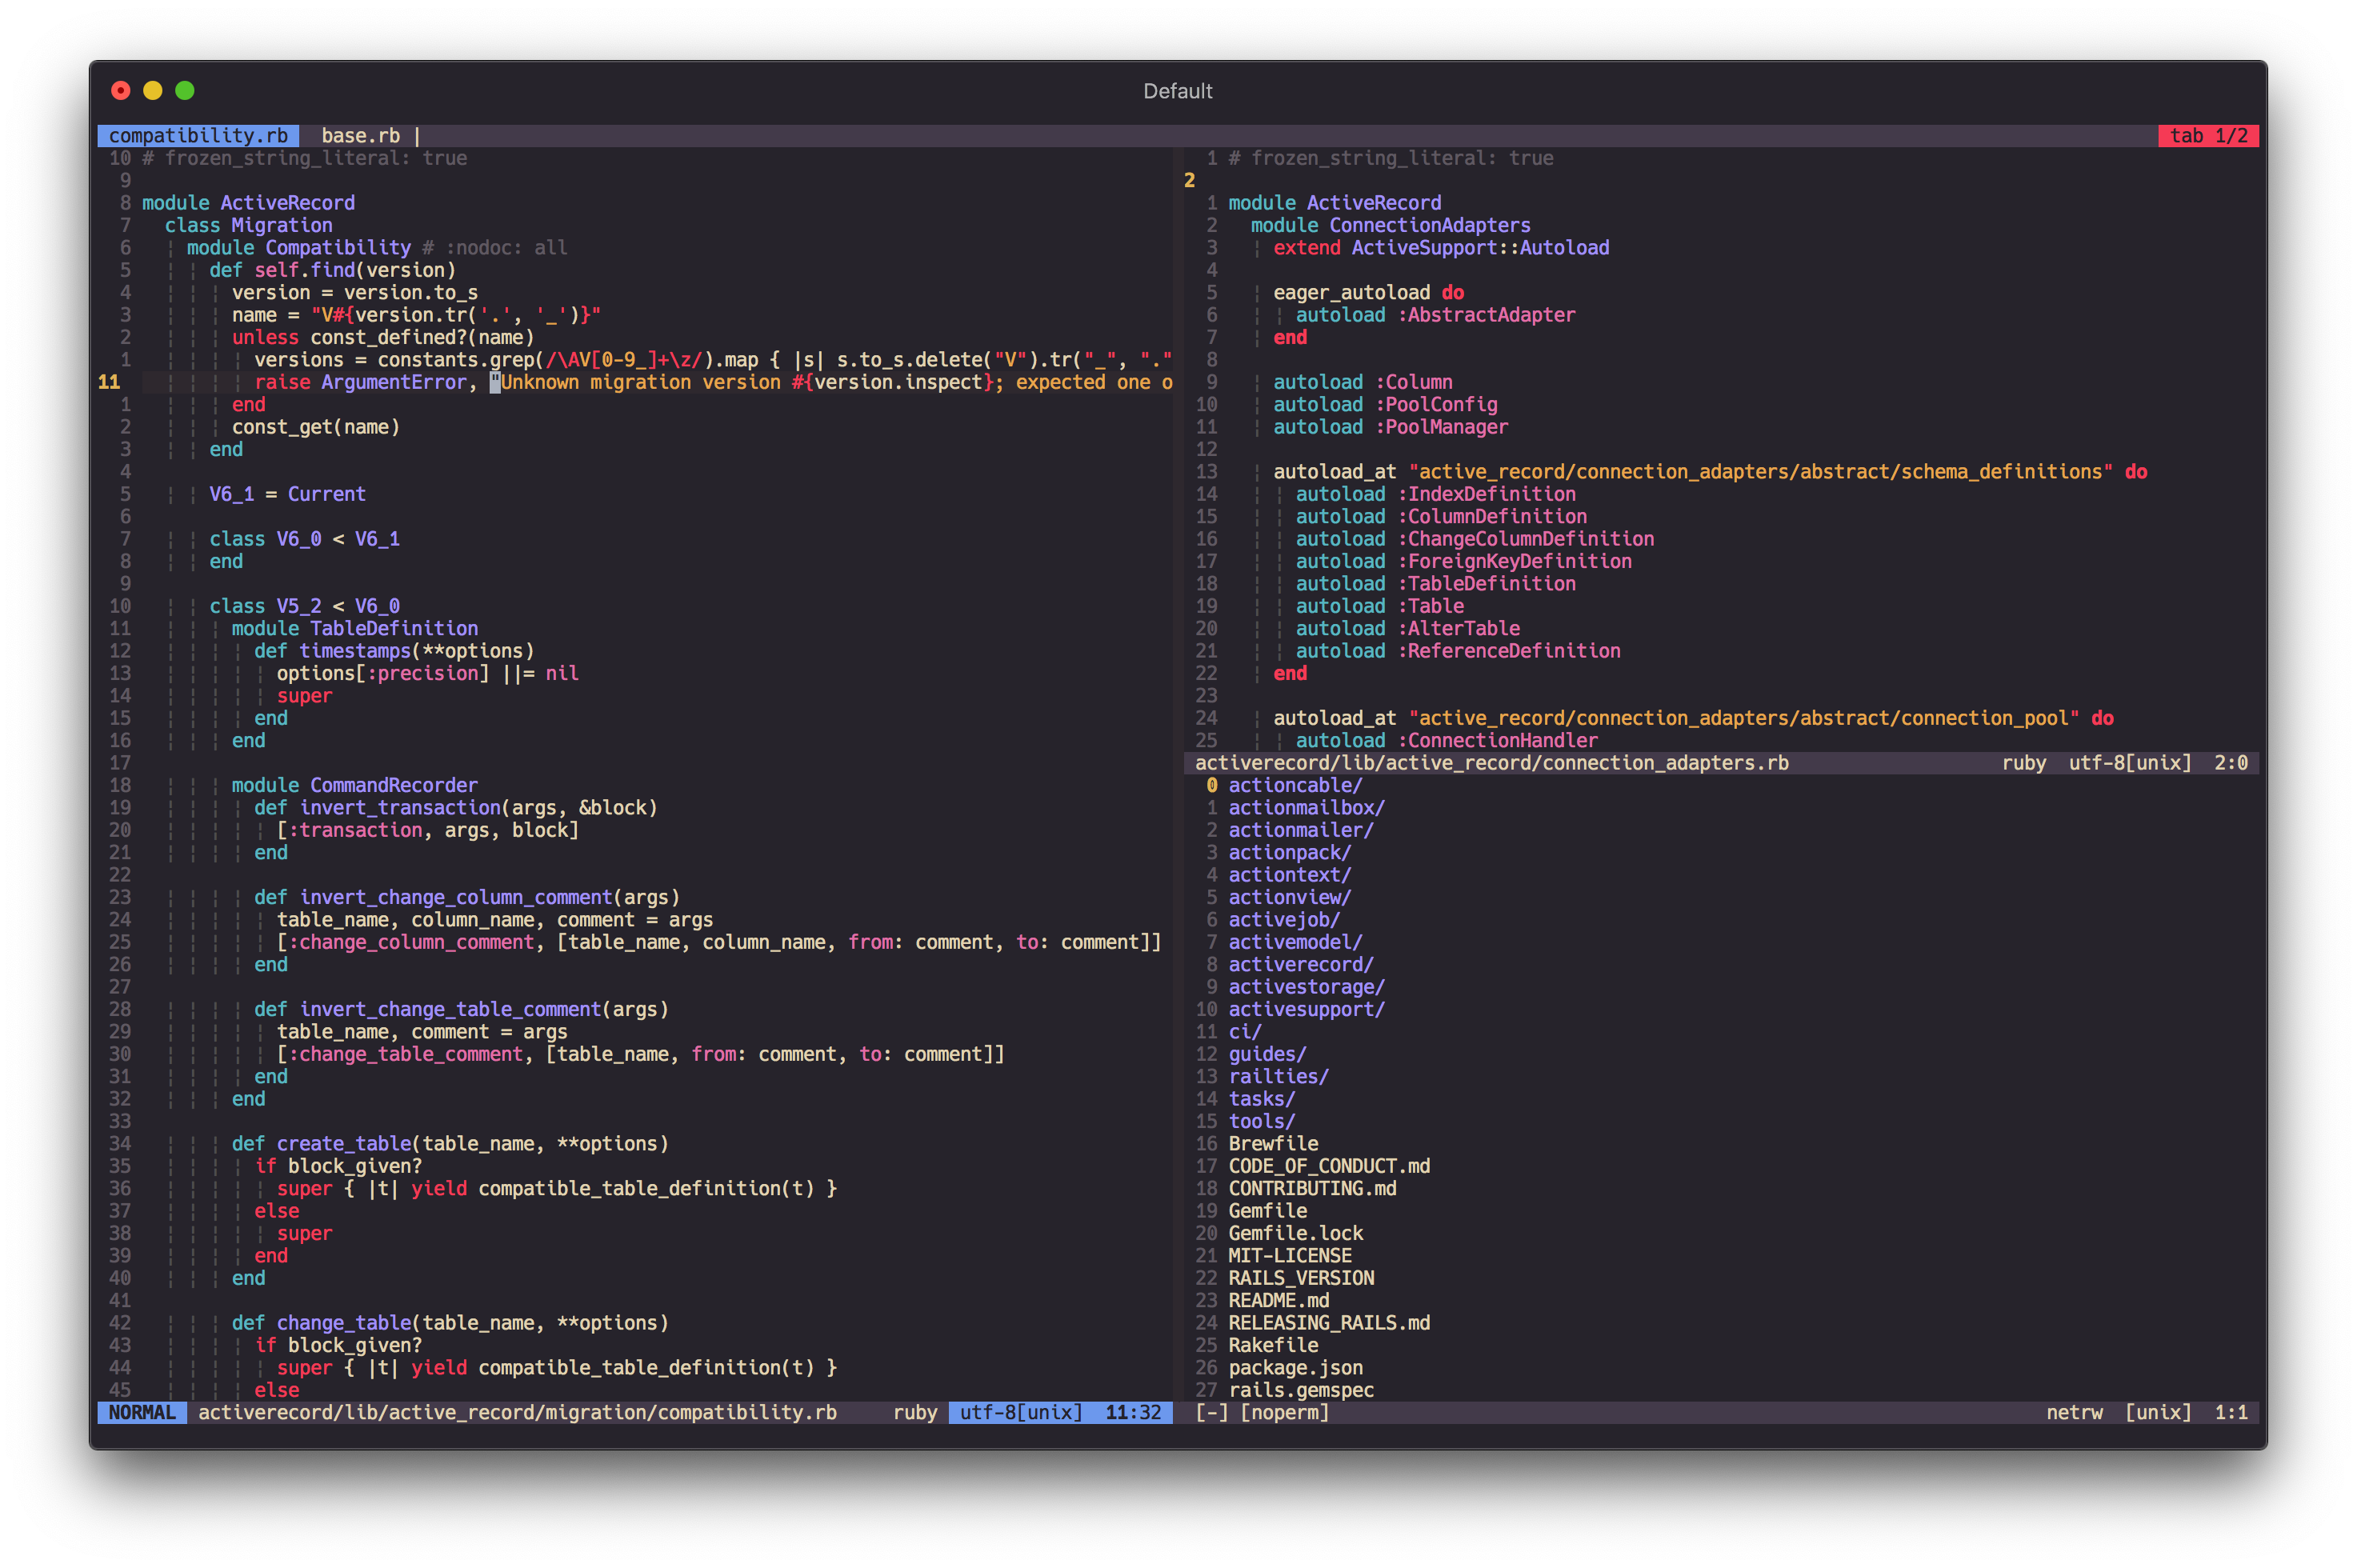 Default
compatibility.rb base.rb | tab 1/2
10 # frozen_string_literal: true
9
8 module ActiveRecord
7 class Migration
6 ¦ module Compatibility # :nodoc: all
5 ¦ ¦ def self.find(version)
4 ¦ ¦ ¦ version = version.to_s
3 ¦ ¦ ¦ name = "V#{version.tr('.', '_')}"
2 ¦ ¦ ¦ unless const_defined?(name)
1 ¦ ¦ ¦ ¦ versions = constants.grep(/\AV[0-9_]+\z/).map { |s| s.to_s.delete("V").tr("_", "."
11 ¦ ¦ ¦ ¦ raise ArgumentError, "Unknown migration version #{version.inspect}; expected one o
1 ¦ ¦ ¦ end
2 ¦ ¦ ¦ const_get(name)
3 ¦ ¦ end
4
5 ¦ ¦ V6_1 = Current
6
7 ¦ ¦ class V6_0 < V6_1
8 ¦ ¦ end
9
10 ¦ ¦ class V5_2 < V6_0
11 ¦ ¦ ¦ module TableDefinition
12 ¦ ¦ ¦ ¦ def timestamps(**options)
13 ¦ ¦ ¦ ¦ ¦ options[:precision] ||= nil
14 ¦ ¦ ¦ ¦ ¦ super
15 ¦ ¦ ¦ ¦ end
16 ¦ ¦ ¦ end
17
18 ¦ ¦ ¦ module CommandRecorder
19 ¦ ¦ ¦ ¦ def invert_transaction(args, &block)
20 ¦ ¦ ¦ ¦ ¦ [:transaction, args, block]
21 ¦ ¦ ¦ ¦ end
22
23 ¦ ¦ ¦ ¦ def invert_change_column_comment(args)
24 ¦ ¦ ¦ ¦ ¦ table_name, column_name, comment = args
25 ¦ ¦ ¦ ¦ ¦ [:change_column_comment, [table_name, column_name, from: comment, to: comment]]
26 ¦ ¦ ¦ ¦ end
27
28 ¦ ¦ ¦ ¦ def invert_change_table_comment(args)
29 ¦ ¦ ¦ ¦ ¦ table_name, comment = args
30 ¦ ¦ ¦ ¦ ¦ [:change_table_comment, [table_name, from: comment, to: comment]]
31 ¦ ¦ ¦ ¦ end
32 ¦ ¦ ¦ end
33
34 ¦ ¦ ¦ def create_table(table_name, **options)
35 ¦ ¦ ¦ ¦ if block_given?
36 ¦ ¦ ¦ ¦ ¦ super { |t| yield compatible_table_definition(t) }
37 ¦ ¦ ¦ ¦ else
38 ¦ ¦ ¦ ¦ ¦ super
39 ¦ ¦ ¦ ¦ end
40 ¦ ¦ ¦ end
41
42 ¦ ¦ ¦ def change_table(table_name, **options)
43 ¦ ¦ ¦ ¦ if block_given?
44 ¦ ¦ ¦ ¦ ¦ super { |t| yield compatible_table_definition(t) }
45 ¦ ¦ ¦ ¦ else
NORMAL activerecord/lib/active_record/migration/compatibility.rb ruby utf-8[unix] 11:32
1 # frozen_string_literal: true
2
1 module ActiveRecord
2 module ConnectionAdapters
3 ¦ extend ActiveSupport::Autoload
4
5 ¦ eager_autoload do
6 ¦ ¦ autoload :AbstractAdapter
7 ¦ end
8
9 ¦ autoload :Column
10 ¦ autoload :PoolConfig
11 ¦ autoload :PoolManager
12
13 ¦ autoload_at "active_record/connection_adapters/abstract/schema_definitions" do
14 ¦ ¦ autoload :IndexDefinition
15 ¦ ¦ autoload :ColumnDefinition
16 ¦ ¦ autoload :ChangeColumnDefinition
17 ¦ ¦ autoload :ForeignKeyDefinition
18 ¦ ¦ autoload :TableDefinition
19 ¦ ¦ autoload :Table
20 ¦ ¦ autoload :AlterTable
21 ¦ ¦ autoload :ReferenceDefinition
22 ¦ end
23
24 ¦ autoload_at "active_record/connection_adapters/abstract/connection_pool" do
25 ¦ ¦ autoload :ConnectionHandler
activerecord/lib/active_record/connection_adapters.rb ruby utf-8[unix] 2:0
0 actioncable/
1 actionmailbox/
2 actionmailer/
3 actionpack/
4 actiontext/
5 actionview/
6 activejob/
7 activemodel/
8 activerecord/
9 activestorage/
10 activesupport/
11 ci/
12 guides/
13 railties/
14 tasks/
15 tools/
16 Brewfile
17 CODE_OF_CONDUCT.md
18 CONTRIBUTING.md
19 Gemfile
20 Gemfile.lock
21 MIT-LICENSE
22 RAILS_VERSION
23 README.md
24 RELEASING_RAILS.md
25 Rakefile
26 package.json
27 rails.gemspec
[-] [noperm] netrw [unix] 1:1